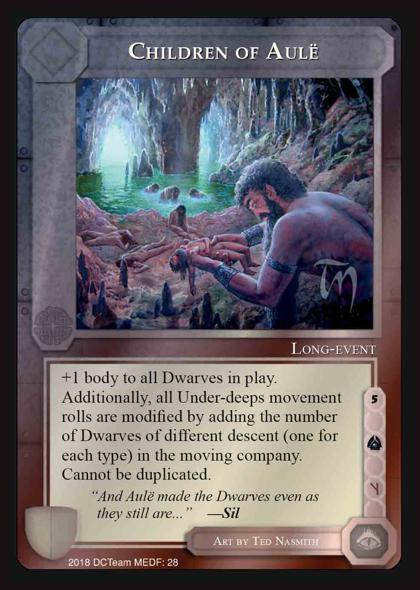 CHILDREN OF AULË
TN
LONG-EVENT
+1 body to all Dwarves in play.
Additionally, all Under-deeps movement
rolls are modified by adding the number
of Dwarves of different descent (one for
each type) in the moving company.
Cannot be duplicated.
5
“And Aulë made the Dwarves even as
they still are...” —Sil
ART BY TED NASMITH
2018 DCTeam MEDF: 28